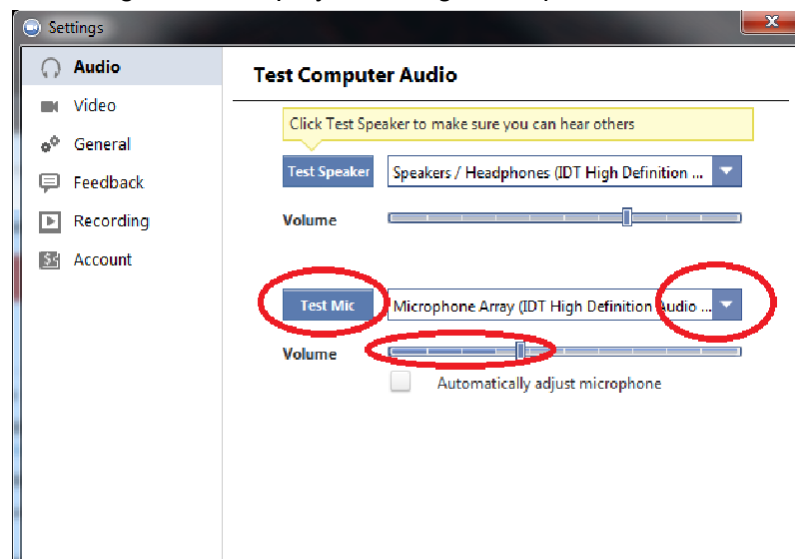 Settings
Audio
Video
General
Feedback
Recording
Account
Test Computer Audio
Click Test Speaker to make sure you can hear others
Test Speaker
Speakers / Headphones (IDT High Definition ...
Volume
Test Mic
Microphone Array (IDT High Definition Audio ...
Volume
Automatically adjust microphone